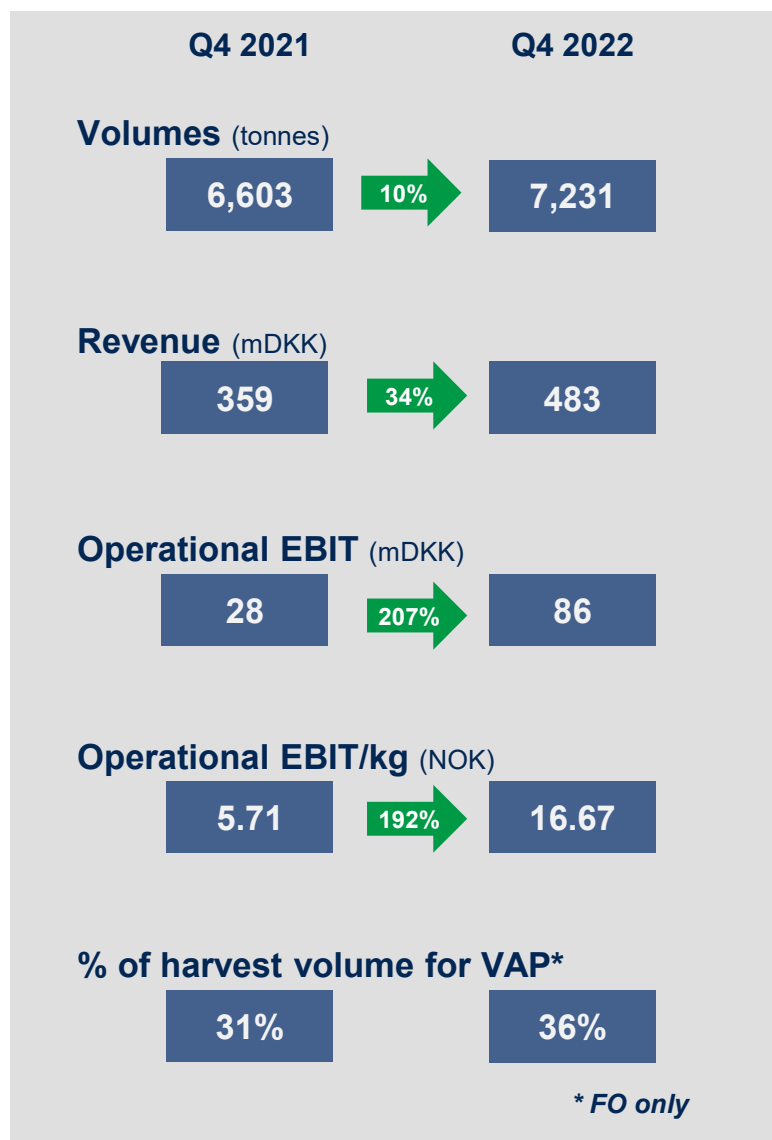 Q4 2021 Q4 2022
Volumes (tonnes)
6,603 10% 7,231
Revenue (mDKK)
359 34% 483
Operational EBIT (mDKK)
28 207% 86
Operational EBIT/kg (NOK)
5.71 192% 16.67
% of harvest volume for VAP*
31% 36%
* FO only